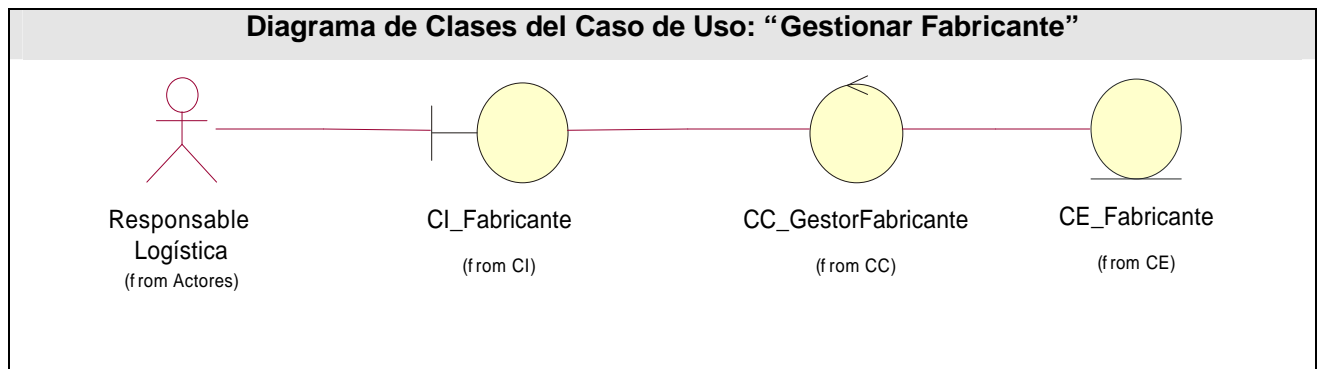 Diagrama de Clases del Caso de Uso: “Gestionar Fabricante”
Responsable
Logística
(from Actores)
CI_Fabricante
(from CI)
CC_GestorFabricante
(from CC)
CE_Fabricante
(from CE)